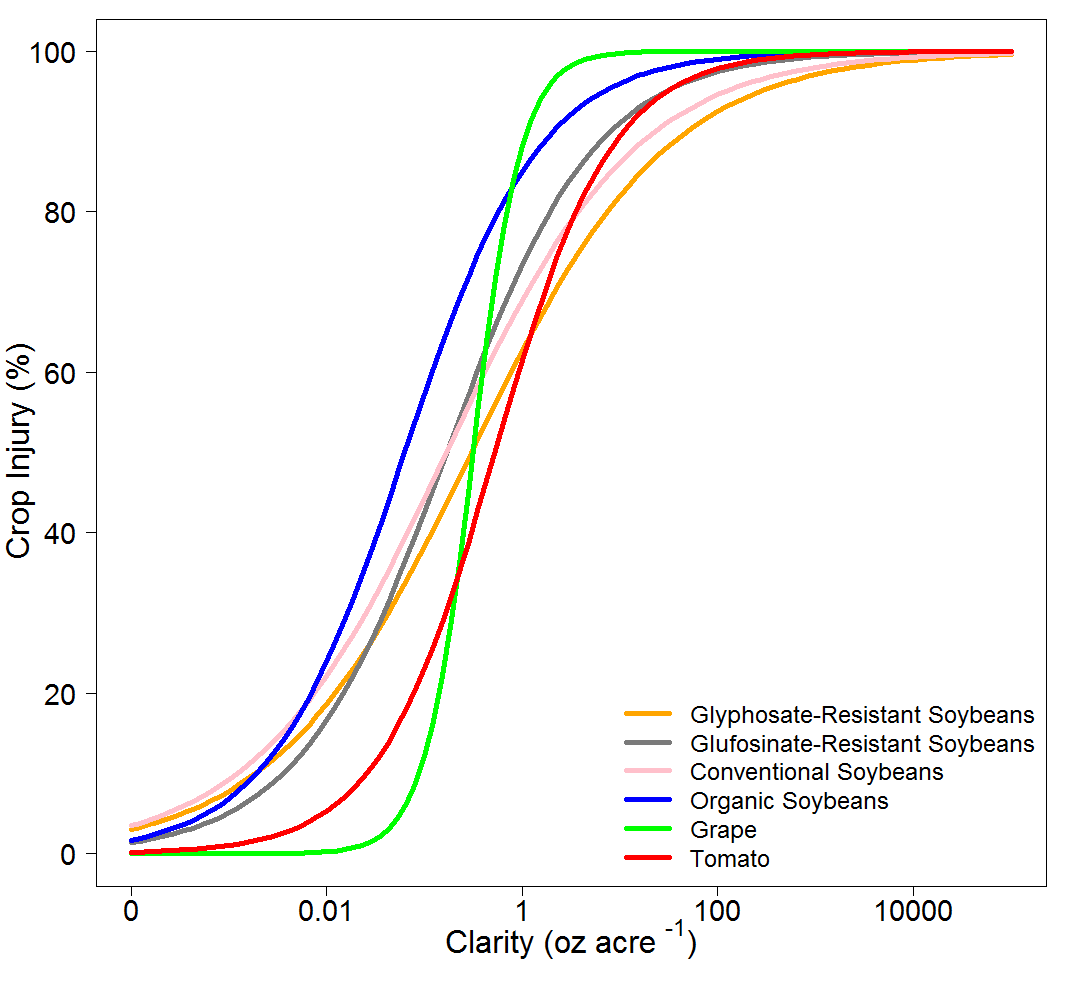 100
80
60
40
20
0
Crop Injury (%)
Glyphosate-Resistant Soybeans
Glufosinate-Resistant Soybeans
Conventional Soybeans
Organic Soybeans
Grape
Tomato
0 0.01 1 100 10000
Clarity (oz acre -1)